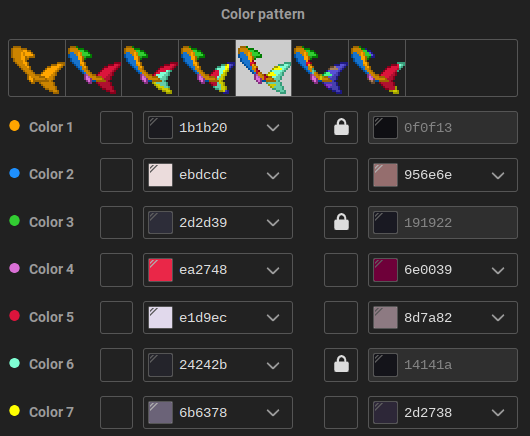 Color pattern
Color 1 1b1b20 0f0f13
Color 2 ebdcdc 956e6e
Color 3 2d2d39 191922
Color 4 ea2748 6e0039
Color 5 e1d9ec 8d7a82
Color 6 24242b 14141a
Color 7 6b6378 2d2738